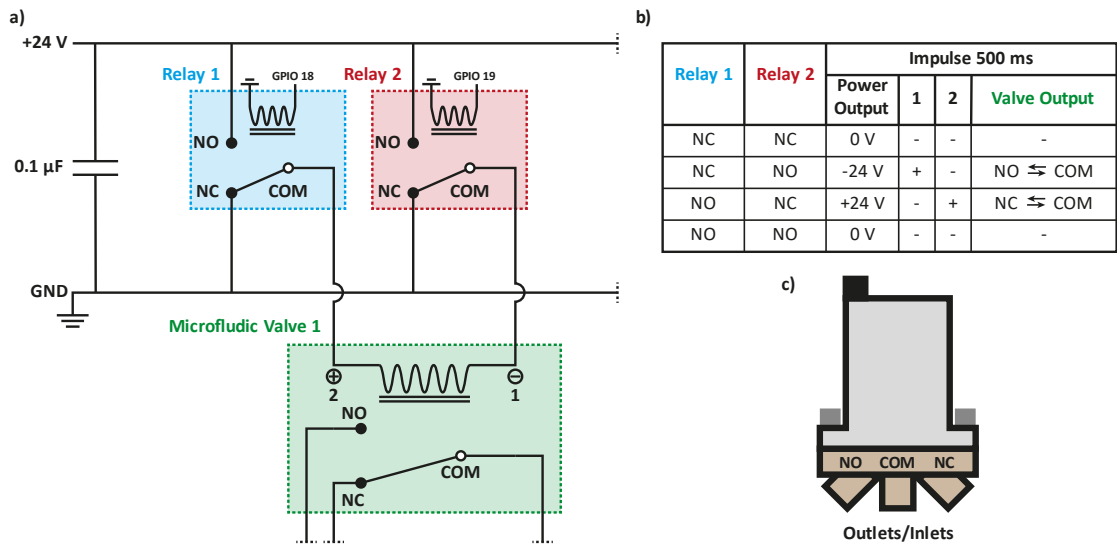 a)
+24 V
Relay 1
GPIO 18
NO
NC
COM
Relay 2
GPIO 19
NO
NC
COM
0.1 µF
GND
Microfludic Valve 1
+
2
-
1
NO
COM
NC
b)
Relay 1 Relay 2 Impulse 500 ms
Power Output 1 2 Valve Output
NC NC 0 V - - -
NC NO -24 V + - NO ⇆ COM
NO NC +24 V - + NC ⇆ COM
NO NO 0 V - - -
c)
NO COM NC
Outlets/Inlets